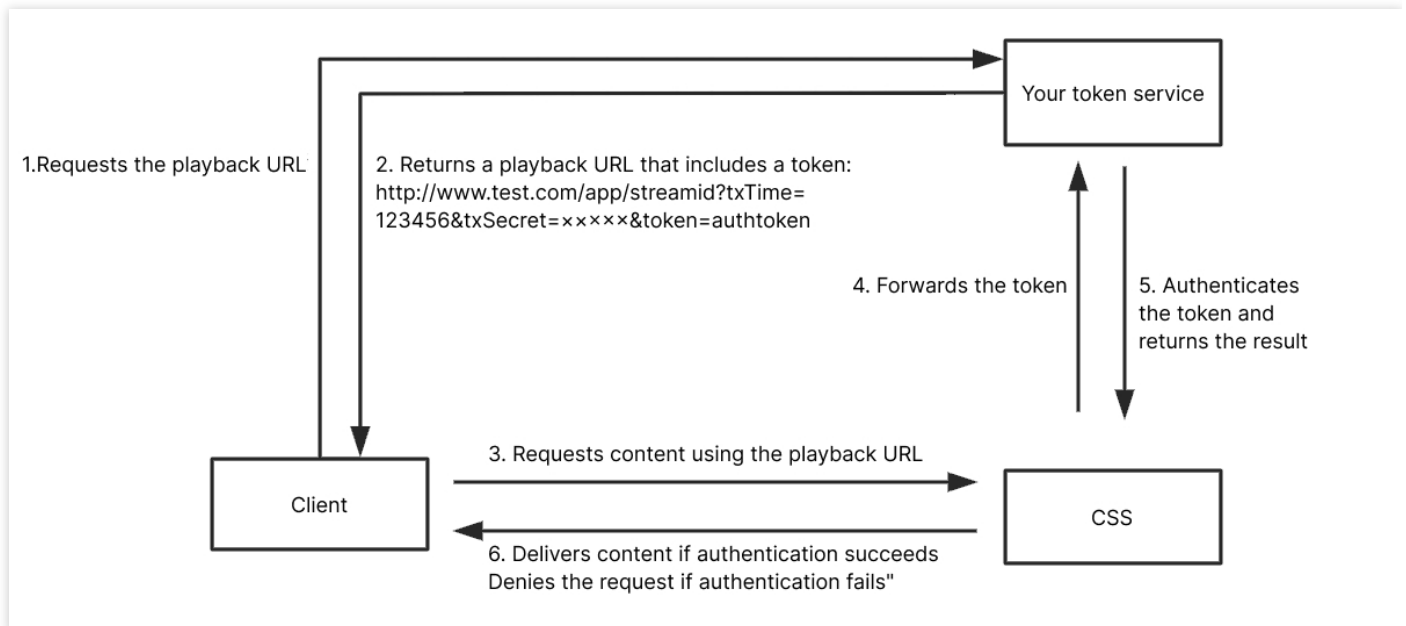 Your token service
1.Requests the playback URL
2. Returns a playback URL that includes a token:
http://www.test.com/app/streamid?txTime=
123456&txSecret=×××××&token=authtoken
4. Forwards the token
5. Authenticates
the token and
returns the result
3. Requests content using the playback URL
Client
CSS
6. Delivers content if authentication succeeds
Denies the request if authentication fails"